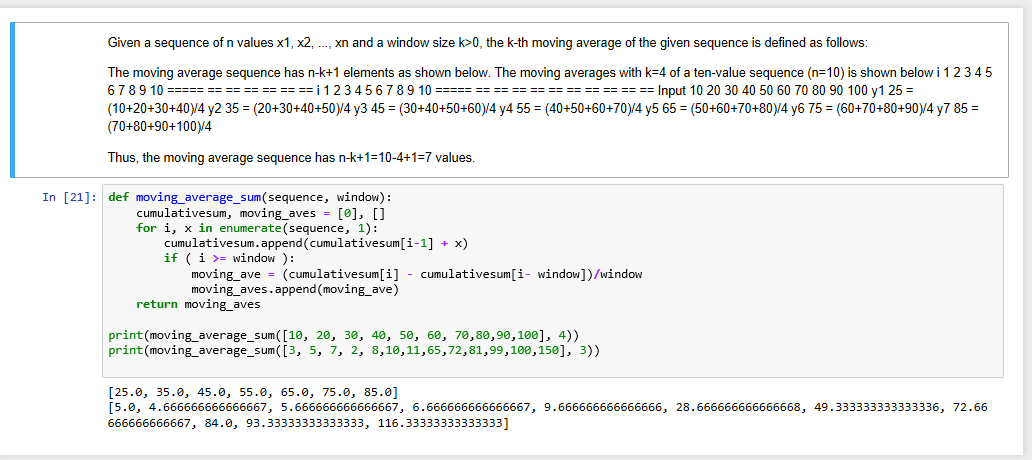 Given a sequence of n values x1, x2, ..., xn and a window size k>0, the k-th moving average of the given sequence is defined as follows:
The moving average sequence has n-k+1 elements as shown below. The moving averages with k=4 of a ten-value sequence (n=10) is shown below i 1 2 3 4 5
6 7 8 9 10 ===== == == == == == i 1 2 3 4 5 6 7 8 9 10 ===== == == == == == == == == == == Input 10 20 30 40 50 60 70 80 90 100 y1 25 =
(10+20+30+40)/4 y2 35 = (20+30+40+50)/4 y3 45 = (30+40+50+60)/4 y4 55 = (40+50+60+70)/4 y5 65 = (50+60+70+80)/4 y6 75 = (60+70+80+90)/4 y7 85 =
(70+80+90+100)/4
Thus, the moving average sequence has n-k+1=10-4+1=7 values.
In [21]: def moving_average_sum(sequence, window):
    cumulativesum, moving_aves = [0], []
    for i, x in enumerate(sequence, 1):
        cumulativesum.append(cumulativesum[i-1] + x)
        if ( i >= window ):
            moving_ave = (cumulativesum[i] - cumulativesum[i- window])/window
            moving_aves.append(moving_ave)
    return moving_aves
print(moving_average_sum([10, 20, 30, 40, 50, 60, 70,80,90,100], 4))
print(moving_average_sum([3, 5, 7, 2, 8,10,11,65,72,81,99,100,150], 3))
[25.0, 35.0, 45.0, 55.0, 65.0, 75.0, 85.0]
[5.0, 4.666666666666667, 5.666666666666667, 6.666666666666667, 9.666666666666666, 28.666666666666668, 49.333333333333336, 72.66
666666666667, 84.0, 93.33333333333333, 116.33333333333333]